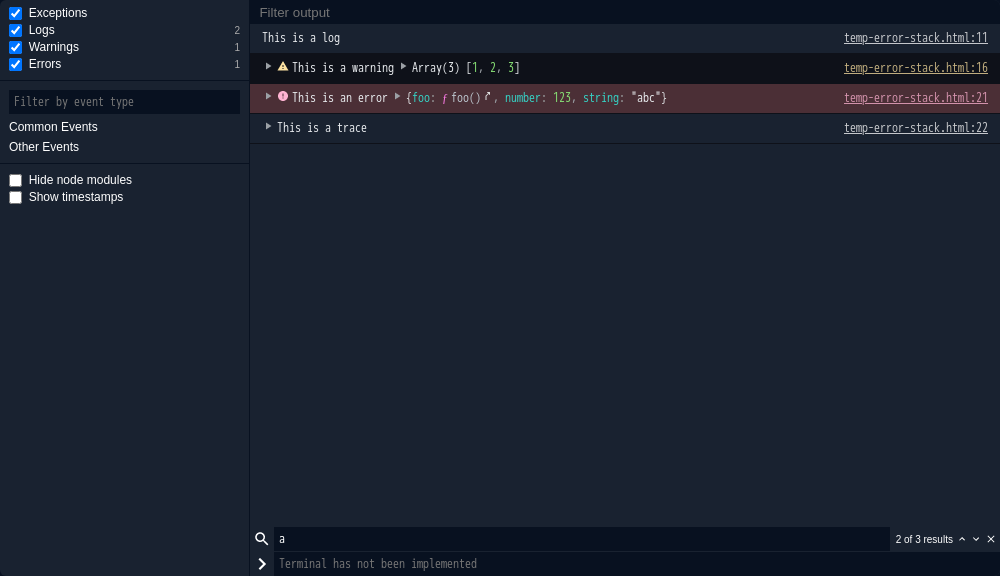 Exceptions
Logs 2
Warnings 1
Errors 1
Filter by event type
Common Events
Other Events
Hide node modules
Show timestamps
Filter output
This is a log temp-error-stack.html:11
This is a warning Array(3) [1, 2, 3] temp-error-stack.html:16
This is an error {foo: ƒ foo(), number: 123, string: "abc"} temp-error-stack.html:21
This is a trace temp-error-stack.html:22
a 2 of 3 results
Terminal has not been implemented